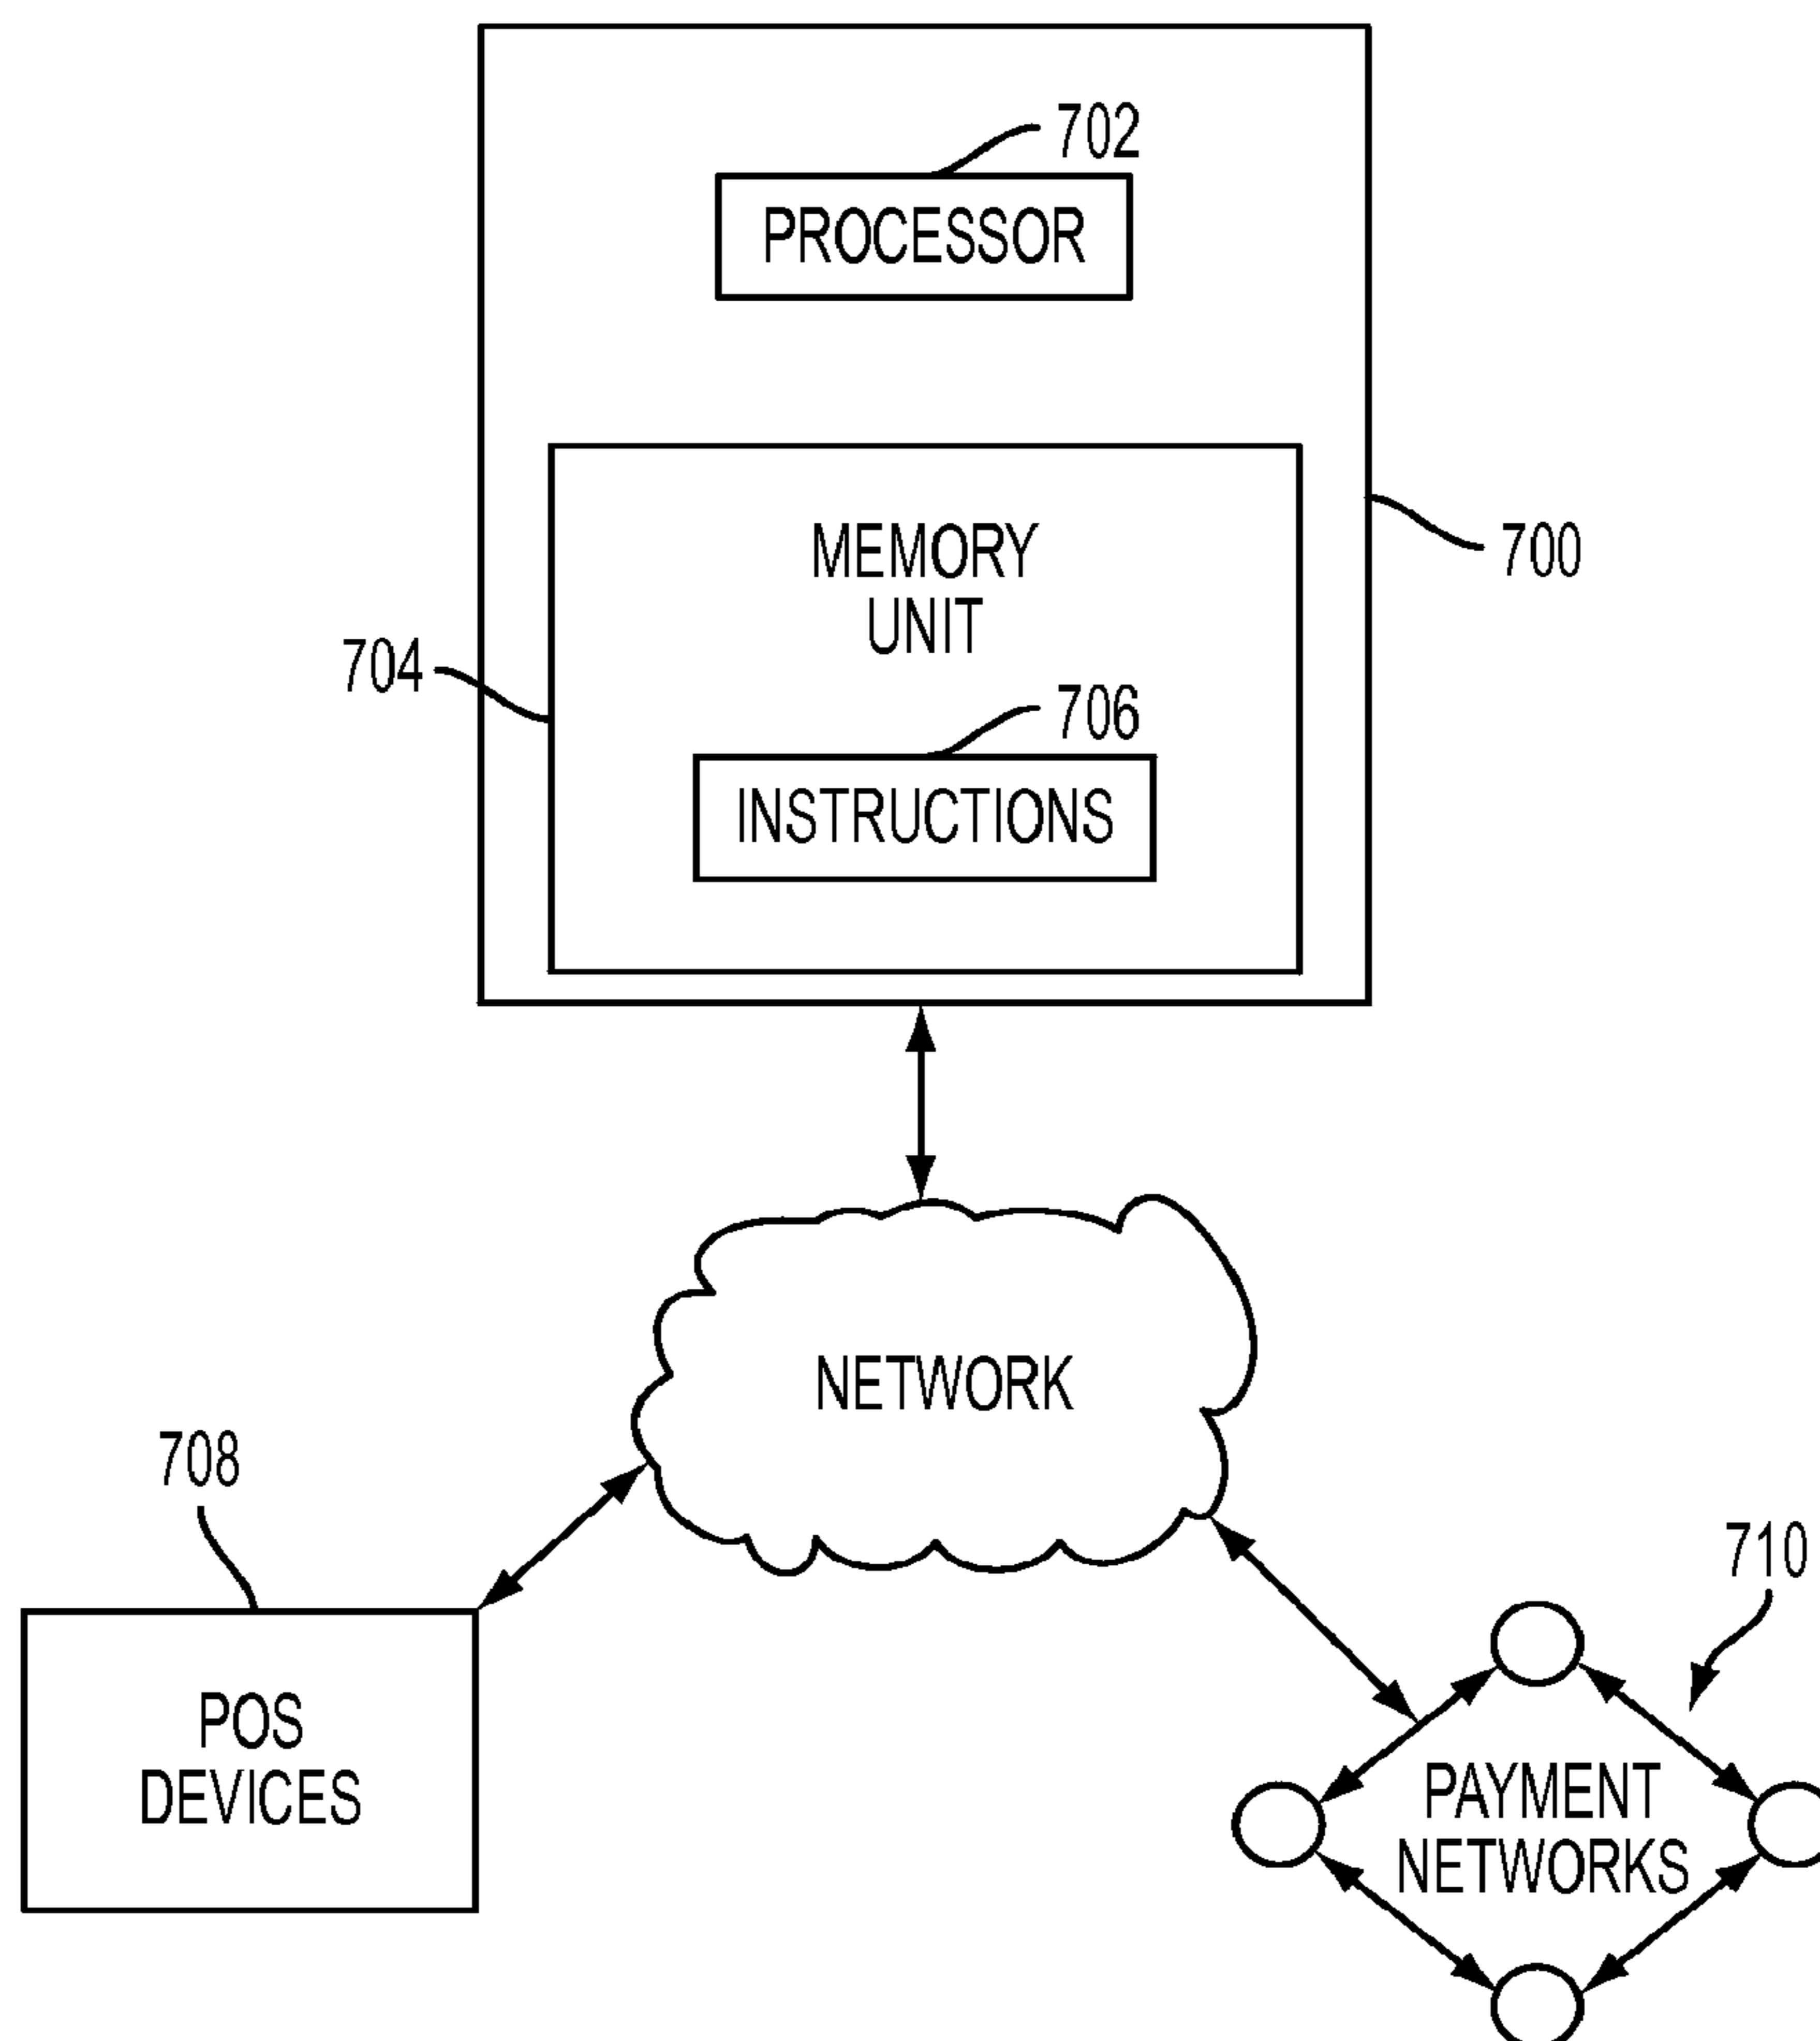 702
PROCESSOR
700
MEMORY
UNIT
704
706
INSTRUCTIONS
NETWORK
708
710
POS
DEVICES
PAYMENT
NETWORKS